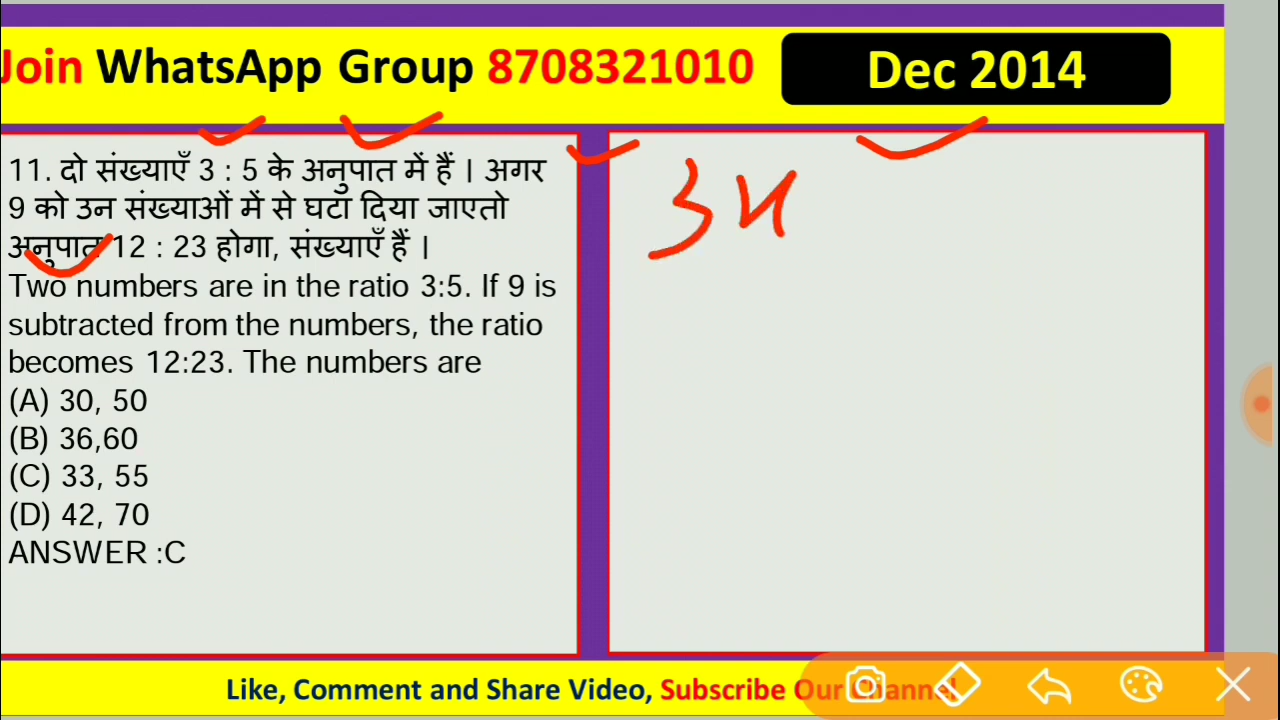 Join WhatsApp Group 8708321010
Dec 2014
11. दो संख्याएँ 3 : 5 के अनुपात में हैं । अगर
9 को उन संख्याओं में से घटा दिया जाएतो
अनुपात 12 : 23 होगा, संख्याएँ हैं ।
Two numbers are in the ratio 3:5. If 9 is
subtracted from the numbers, the ratio
becomes 12:23. The numbers are
(A) 30, 50
(B) 36,60
(C) 33, 55
(D) 42, 70
ANSWER :C
3x
Like, Comment and Share Video, Subscribe Our Channel